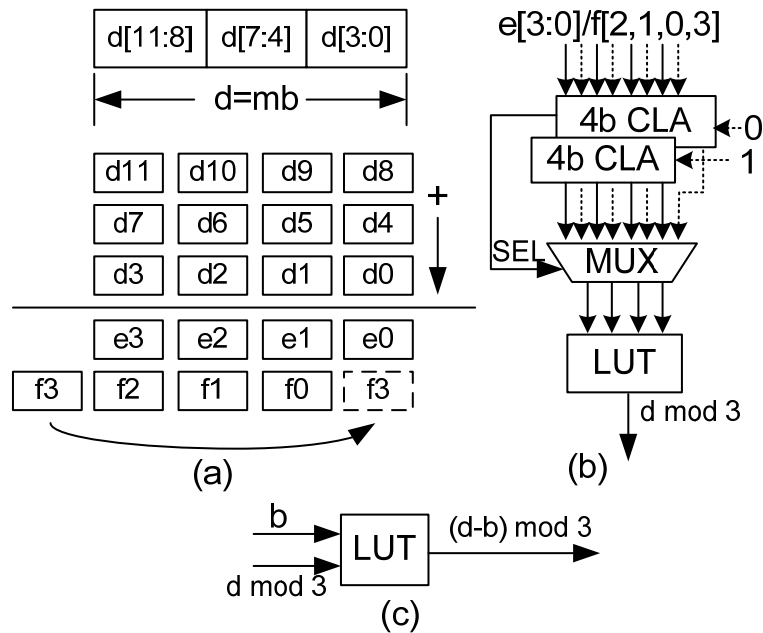 d[11:8] d[7:4] d[3:0]
d=mb
d11 d10 d9 d8
d7 d6 d5 d4
+
d3 d2 d1 d0
e3 e2 e1 e0
f3 f2 f1 f0 f3
(a)
e[3:0]/f[2,1,0,3]
4b CLA
0
4b CLA
1
SEL
MUX
LUT
d mod 3
(b)
b
LUT
(d-b) mod 3
d mod 3
(c)